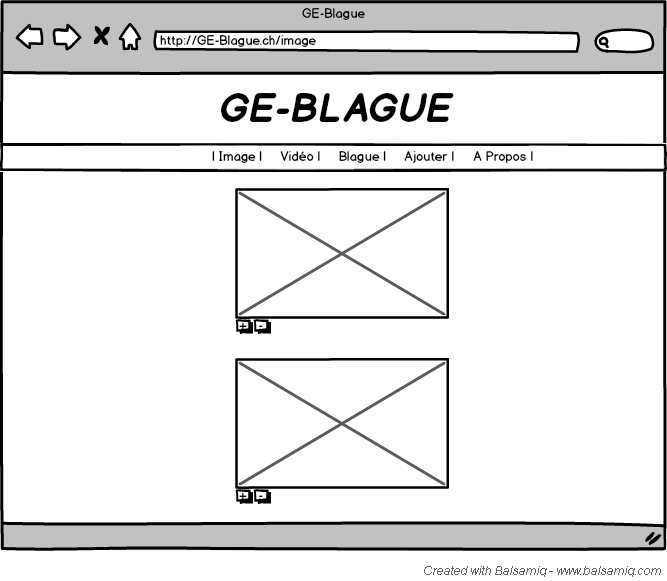 GE-Blague
http://GE-Blague.ch/image
GE-BLAGUE
| Image | Vidéo | Blague | Ajouter | A Propos |
+ -
+ -
Created with Balsamiq - www.balsamiq.com